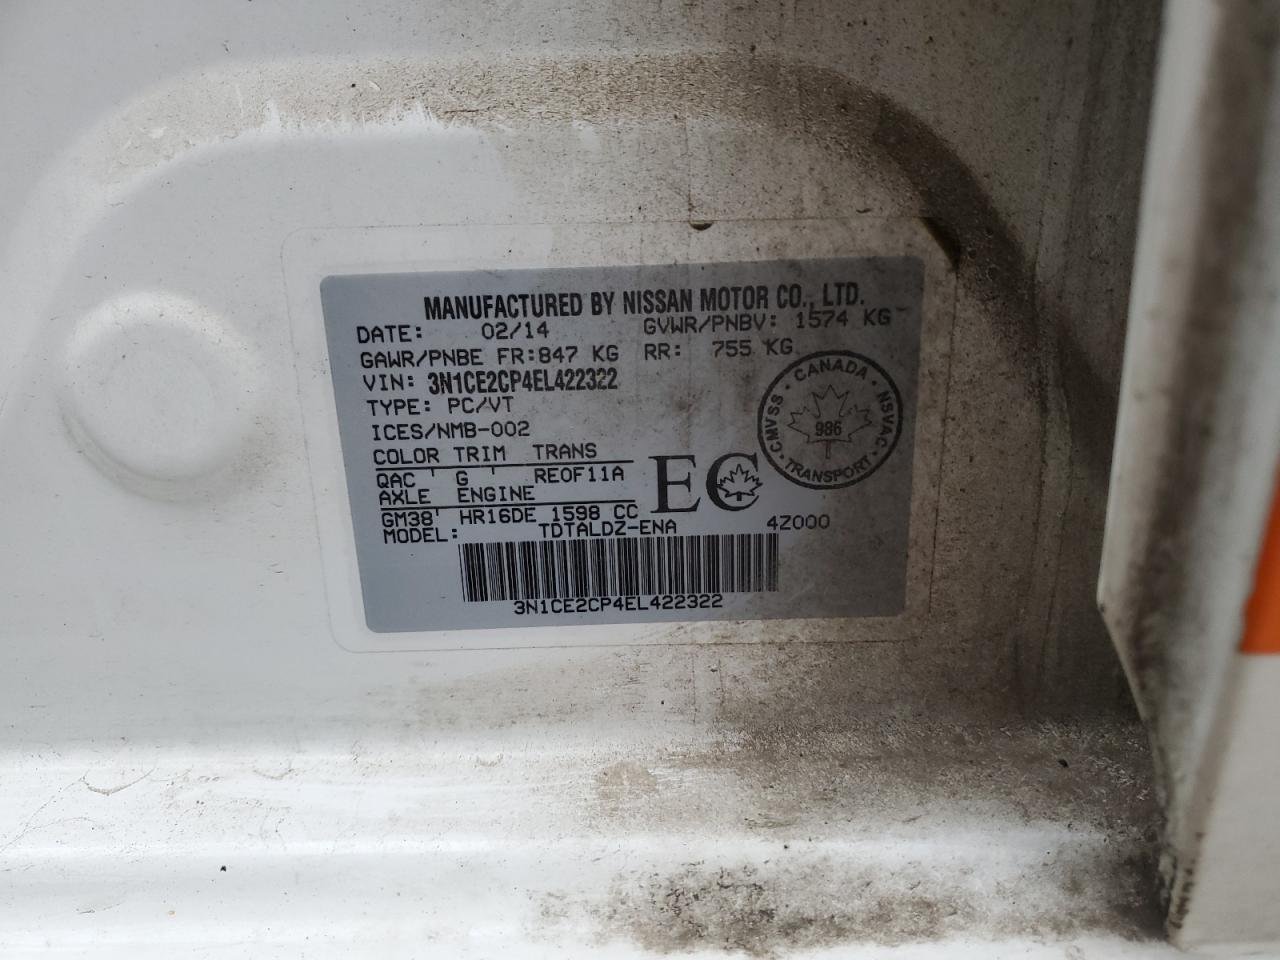 MANUFACTURED BY NISSAN MOTOR CO., LTD.
DATE: 02/14 GVWR/PNBV: 1574 KG
GAWR/PNBE FR:847 KG RR: 755 KG
VIN: 3N1CE2CP4EL422322
TYPE: PC/VT
ICES/NMB-002
COLOR TRIM TRANS
QAC G RE0F11A
AXLE ENGINE
GM38 HR16DE 1598 CC
MODEL: TDTALDZ-ENA 4Z000
3N1CE2CP4EL422322
EC
CANADA
CMVSS 986 NSVAC
TRANSPORT